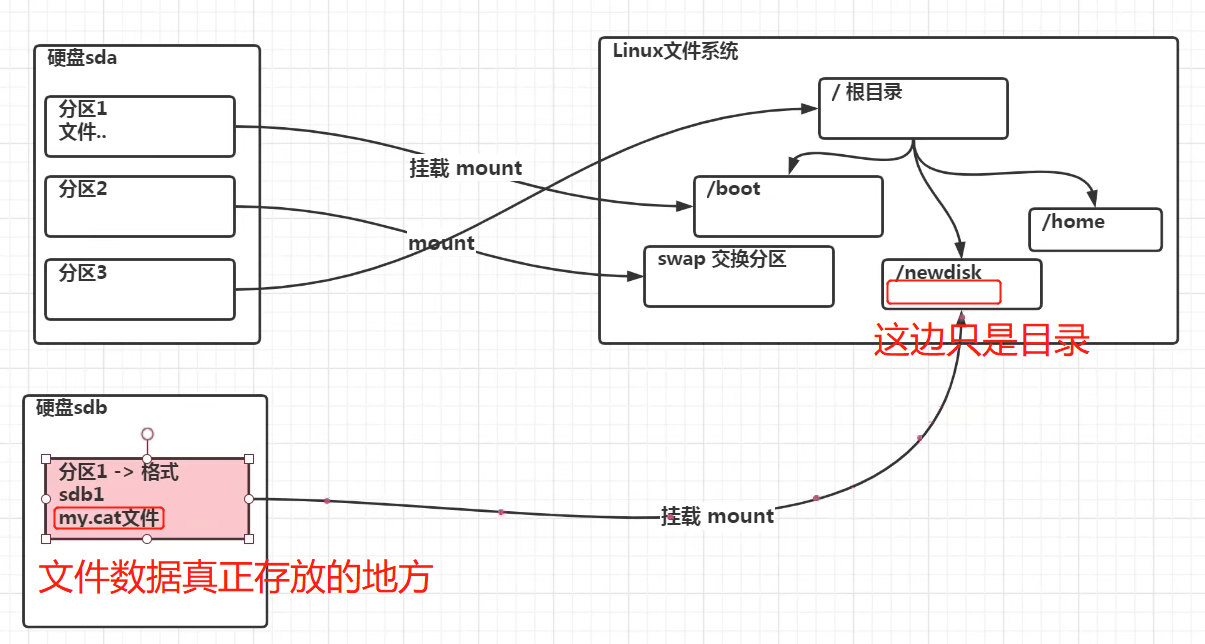 硬盘sda
分区1
文件..
分区2
分区3
挂载 mount
mount
Linux文件系统
/ 根目录
/boot
/home
swap 交换分区
/newdisk
这边只是目录
硬盘sdb
分区1 -> 格式
sdb1
my.cat文件
挂载 mount
文件数据真正存放的地方